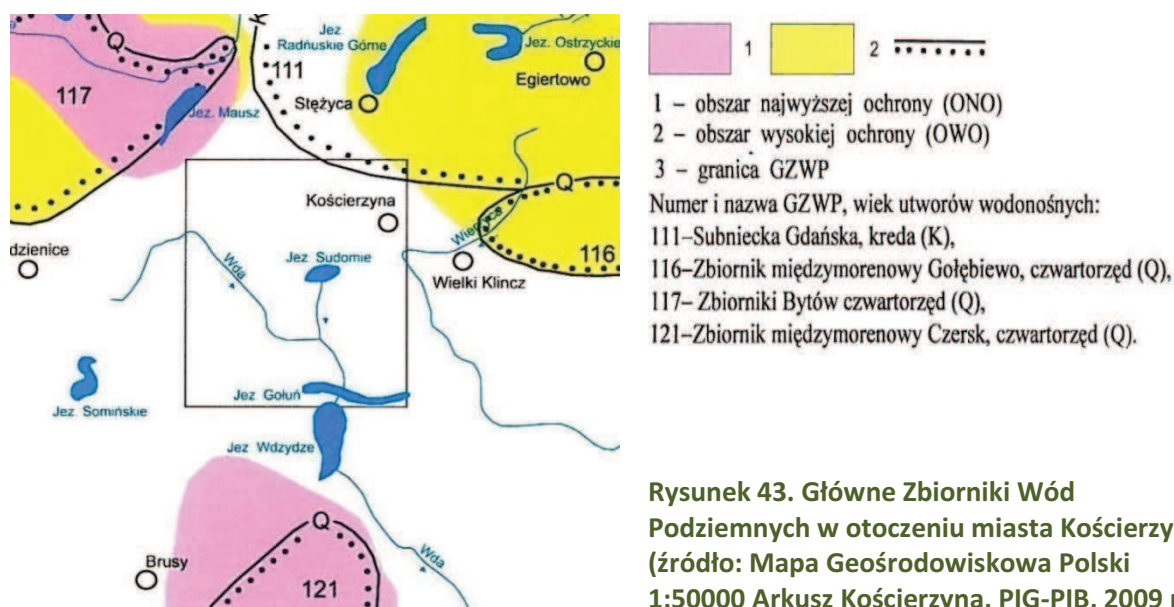 Q
K
Jez
Radńuskie Górne
Jez. Ostrzyckie
Egiertowo
111
117
Stężyca
Jez. Mausz
Q
Kościerzyna
Wierzyca
dzienice
Wda
Jez Sudomie
116
Wielki Klincz
Jez Gołuń
Jez. Somińskie
Jez Wdzydze
Q
Wda
Brusy
121
1
2
1 – obszar najwyższej ochrony (ONO)
2 – obszar wysokiej ochrony (OWO)
3 – granica GZWP
Numer i nazwa GZWP, wiek utworów wodonośnych:
111–Subniecka Gdańska, kreda (K),
116–Zbiornik międzymorenowy Gołębiewo, czwartorzęd (Q),
117– Zbiorniki Bytów czwartorzęd (Q),
121–Zbiornik międzymorenowy Czersk, czwartorzęd (Q).
Rysunek 43. Główne Zbiorniki Wód
Podziemnych w otoczeniu miasta Kościerzy
(źródło: Mapa Geośrodowiskowa Polski
1:50000 Arkusz Kościerzyna, PIG-PIB, 2009